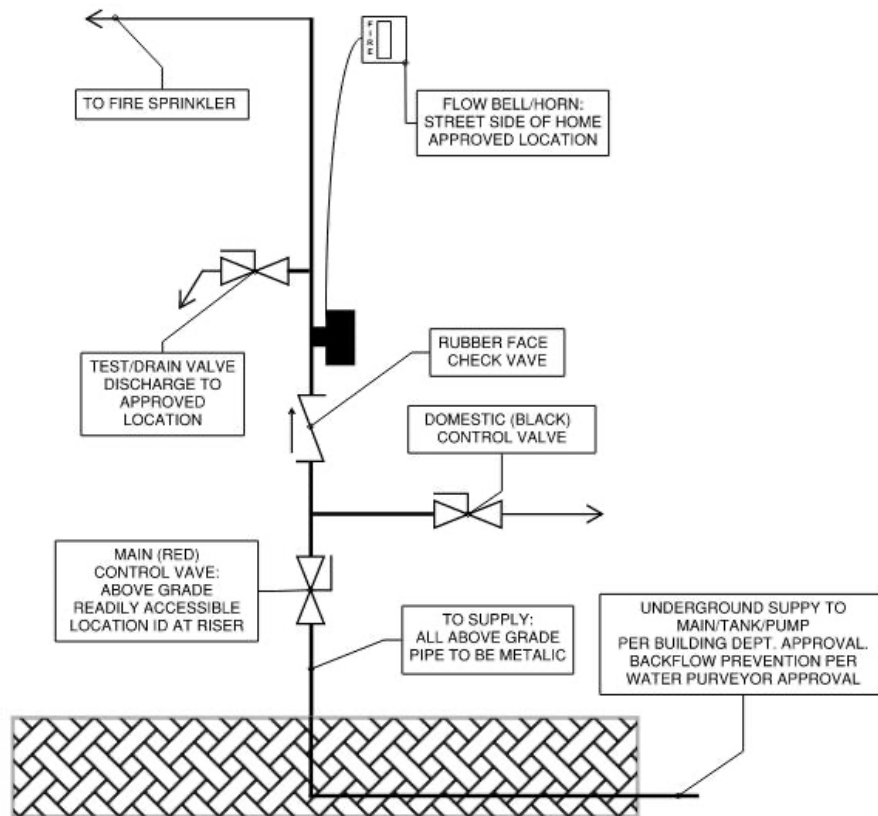 FIRE
TO FIRE SPRINKLER
FLOW BELL/HORN:
STREET SIDE OF HOME
APPROVED LOCATION
TEST/DRAIN VALVE
DISCHARGE TO
APPROVED
LOCATION
RUBBER FACE
CHECK VAVE
DOMESTIC (BLACK)
CONTROL VALVE
MAIN (RED)
CONTROL VAVE:
ABOVE GRADE
READILY ACCESSIBLE
LOCATION ID AT RISER
TO SUPPLY:
ALL ABOVE GRADE
PIPE TO BE METALIC
UNDERGROUND SUPPY TO
MAIN/TANK/PUMP
PER BUILDING DEPT. APPROVAL.
BACKFLOW PREVENTION PER
WATER PURVEYOR APPROVAL